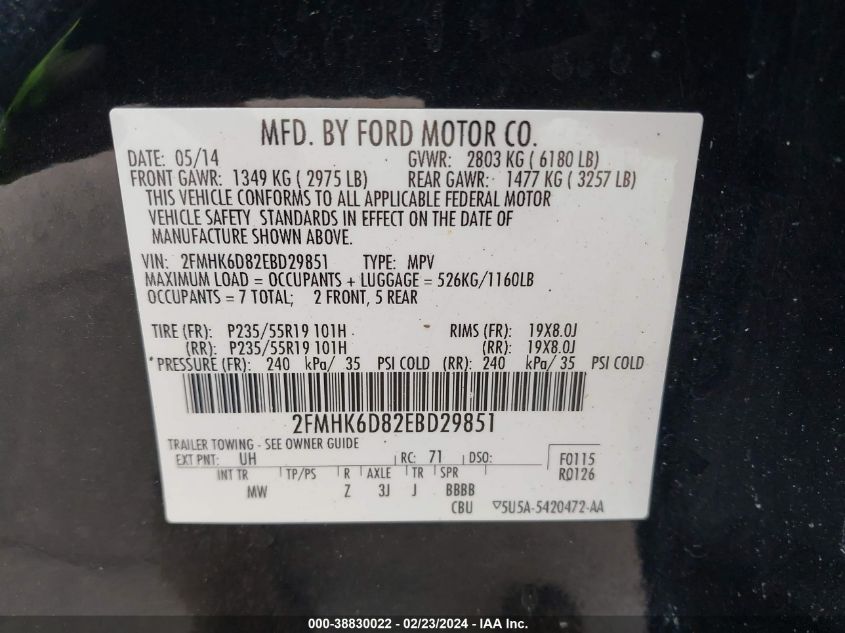 MFD. BY FORD MOTOR CO.
DATE: 05/14 GVWR: 2803 KG ( 6180 LB)
FRONT GAWR: 1349 KG ( 2975 LB) REAR GAWR: 1477 KG ( 3257 LB)
THIS VEHICLE CONFORMS TO ALL APPLICABLE FEDERAL MOTOR
VEHICLE SAFETY STANDARDS IN EFFECT ON THE DATE OF
MANUFACTURE SHOWN ABOVE.
VIN: 2FMHK6D82EBD29851 TYPE: MPV
MAXIMUM LOAD = OCCUPANTS + LUGGAGE = 526KG/1160LB
OCCUPANTS = 7 TOTAL; 2 FRONT, 5 REAR
TIRE (FR): P235/55R19 101H RIMS (FR): 19X8.0J
(RR): P235/55R19 101H (RR): 19X8.0J
PRESSURE (FR): 240 kPa/ 35 PSI COLD (RR): 240 kPa/ 35 PSI COLD
2FMHK6D82EBD29851
TRAILER TOWING - SEE OWNER GUIDE
EXT PNT: UH RC: 71 DSO: F0115
INT TR TP/PS R AXLE TR SPR R0126
MW Z 3J J BBBB
CBU ▽5U5A-5420472-AA
000-38830022 - 02/23/2024 - IAA Inc.